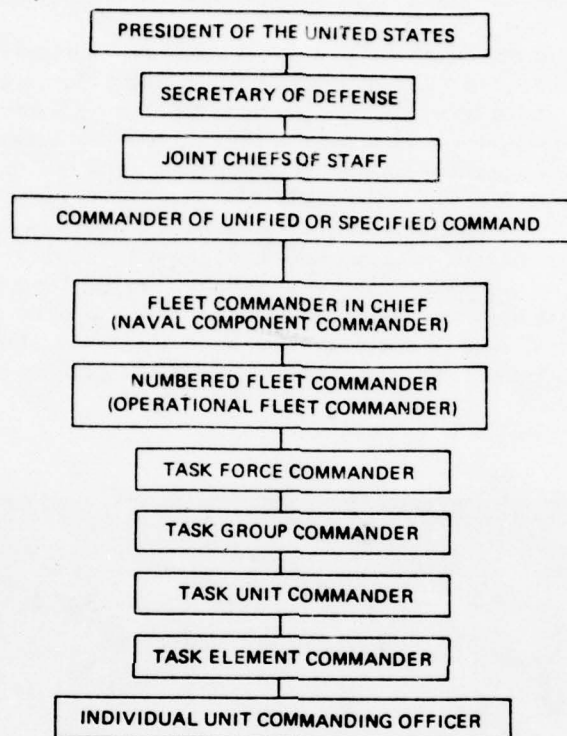 PRESIDENT OF THE UNITED STATES
SECRETARY OF DEFENSE
JOINT CHIEFS OF STAFF
COMMANDER OF UNIFIED OR SPECIFIED COMMAND
FLEET COMMANDER IN CHIEF
(NAVAL COMPONENT COMMANDER)
NUMBERED FLEET COMMANDER
(OPERATIONAL FLEET COMMANDER)
TASK FORCE COMMANDER
TASK GROUP COMMANDER
TASK UNIT COMMANDER
TASK ELEMENT COMMANDER
INDIVIDUAL UNIT COMMANDING OFFICER